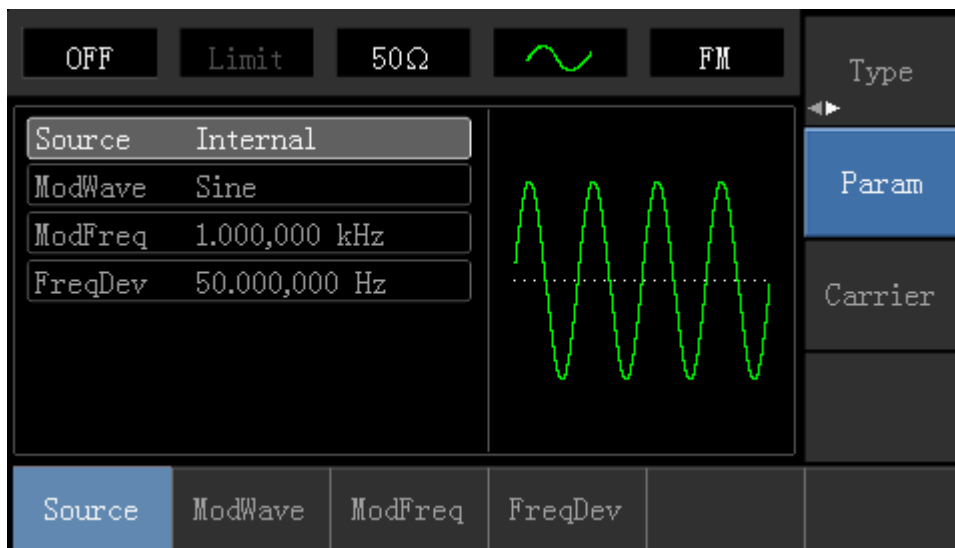 OFF Limit 50Ω FM
Type
Source Internal
ModWave Sine
ModFreq 1.000,000 kHz
FreqDev 50.000,000 Hz
Param
Carrier
Source ModWave ModFreq FreqDev